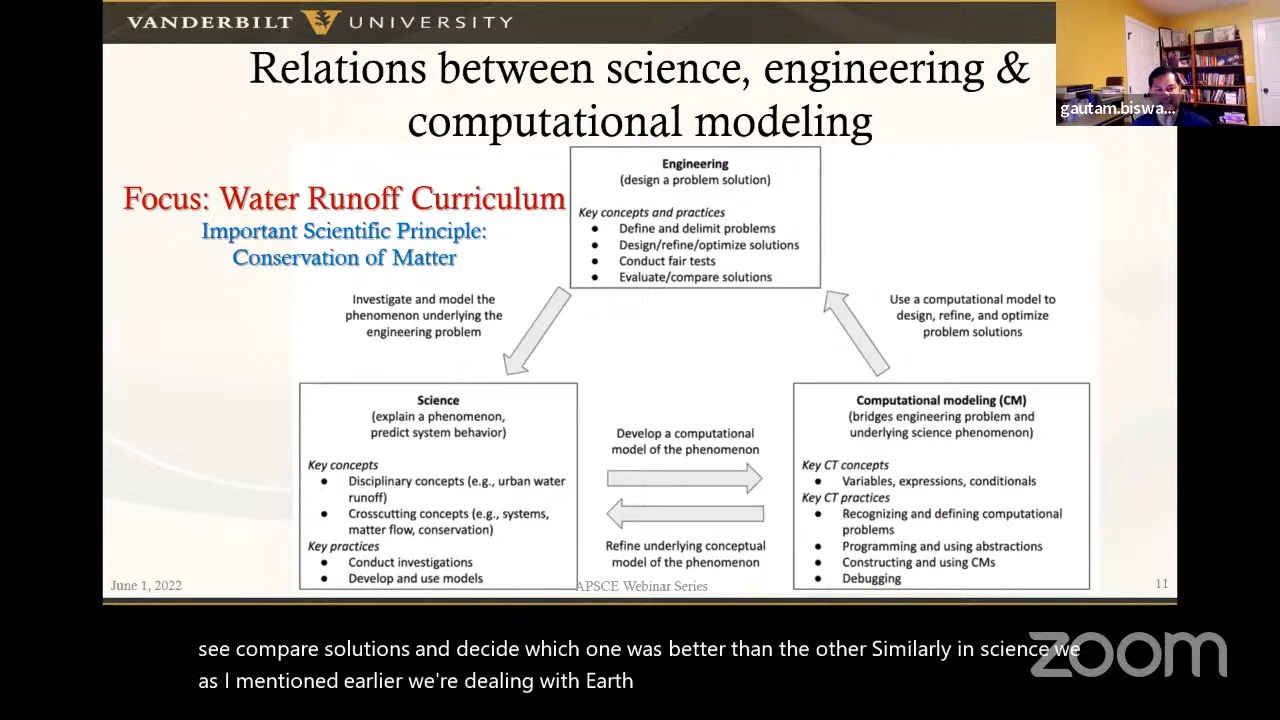 VANDERBILT UNIVERSITY
gautam.biswa...
Relations between science, engineering &
computational modeling
Focus: Water Runoff Curriculum
Important Scientific Principle:
Conservation of Matter
Engineering
(design a problem solution)
Key concepts and practices
• Define and delimit problems
• Design/refine/optimize solutions
• Conduct fair tests
• Evaluate/compare solutions
Investigate and model the
phenomenon underlying the
engineering problem
Use a computational model to
design, refine, and optimize
problem solutions
Science
(explain a phenomenon,
predict system behavior)
Key concepts
• Disciplinary concepts (e.g., urban water
runoff)
• Crosscutting concepts (e.g., systems,
matter flow, conservation)
Key practices
• Conduct investigations
• Develop and use models
Develop a computational
model of the phenomenon
Refine underlying conceptual
model of the phenomenon
Computational modeling (CM)
(bridges engineering problem and
underlying science phenomenon)
Key CT concepts
• Variables, expressions, conditionals
Key CT practices
• Recognizing and defining computational
problems
• Programming and using abstractions
• Constructing and using CMs
• Debugging
June 1, 2022
APSCE Webinar Series
11
see compare solutions and decide which one was better than the other Similarly in science we
as I mentioned earlier we're dealing with Earth
zoom